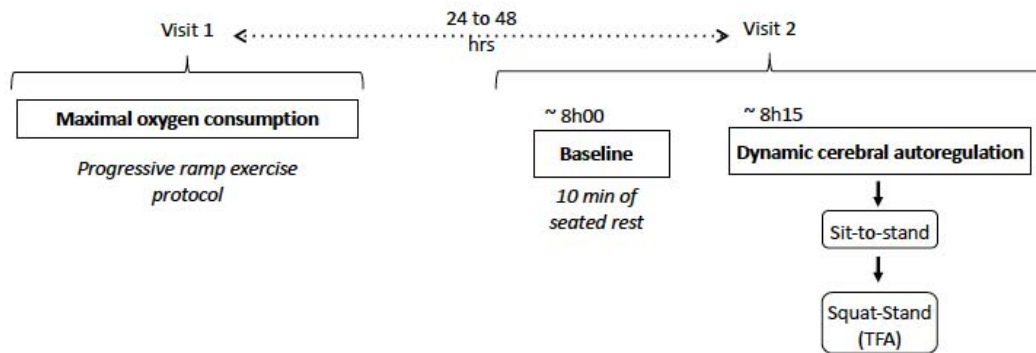 Visit 1
24 to 48
hrs
Visit 2
Maximal oxygen consumption
Progressive ramp exercise
protocol
~ 8h00
Baseline
10 min of
seated rest
~ 8h15
Dynamic cerebral autoregulation
Sit-to-stand
Squat-Stand
(TFA)